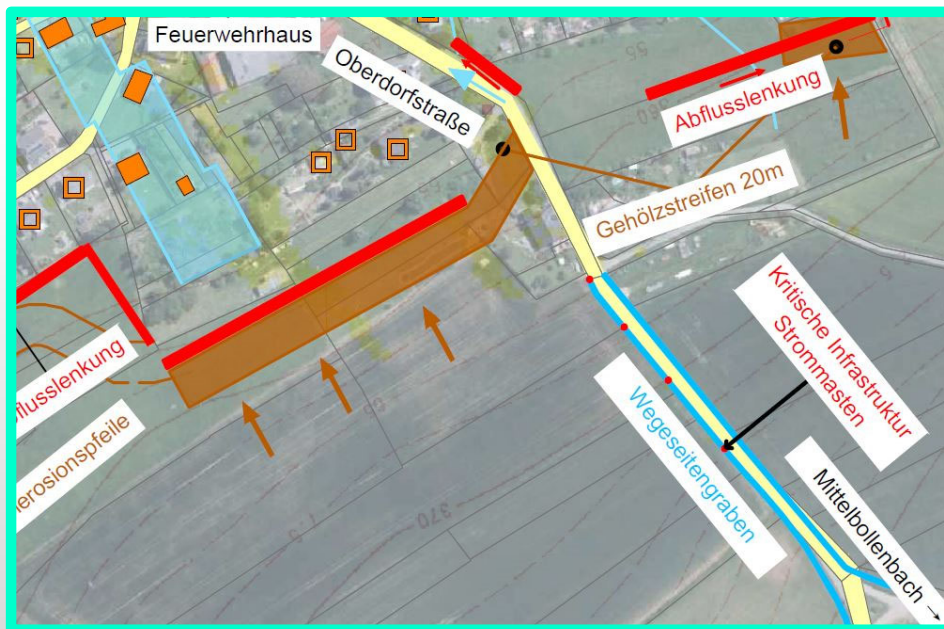 Feuerwehrhaus
Oberdorfstraße
Abflusslenkung
Gehölzstreifen 20m
Kritische Infrastruktur
Strommasten
Wegeseitengraben
Mittelbollenbach →
flusslenkung
erosionspfeile
370